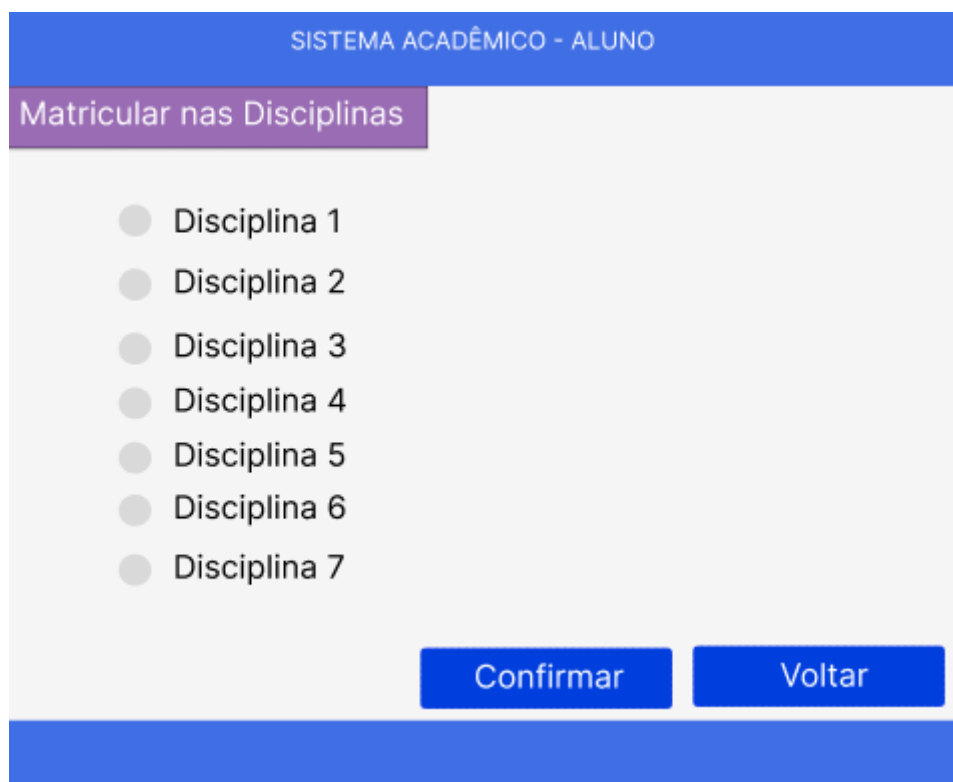 SISTEMA ACADÊMICO - ALUNO
Matricular nas Disciplinas
Disciplina 1
Disciplina 2
Disciplina 3
Disciplina 4
Disciplina 5
Disciplina 6
Disciplina 7
Confirmar
Voltar